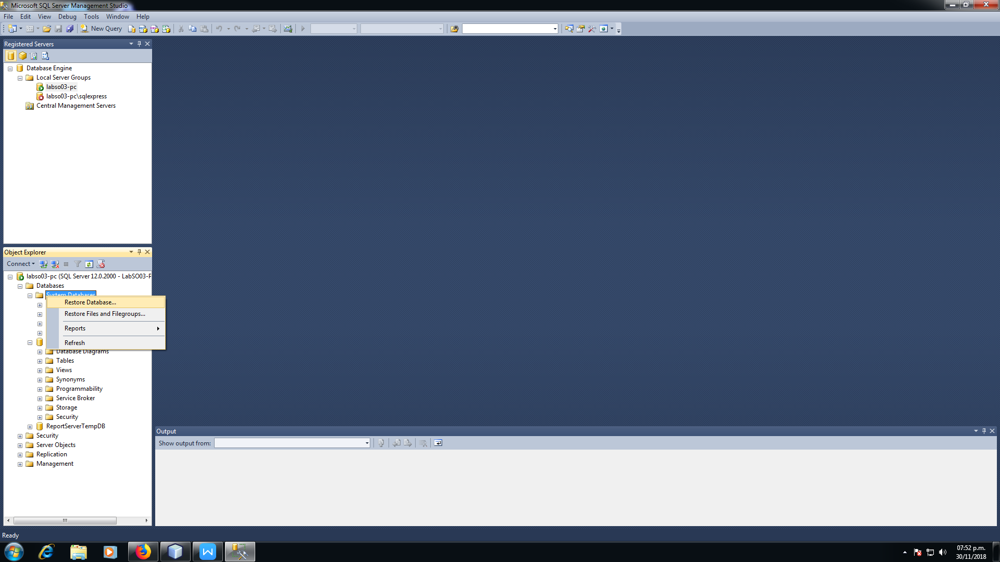 Microsoft SQL Server Management Studio
File Edit View Debug Tools Window Help
New Query
Registered Servers
Database Engine
Local Server Groups
labso03-pc
labso03-pc\sqlexpress
Central Management Servers
Object Explorer
Connect
labso03-pc (SQL Server 12.0.2000 - LabSO03-P
Databases
System Databases
Restore Database...
Restore Files and Filegroups...
Reports
Refresh
Database Diagrams
Tables
Views
Synonyms
Programmability
Service Broker
Storage
Security
ReportServerTempDB
Security
Server Objects
Replication
Management
Output
Show output from:
Ready
07:52 p.m.
30/11/2018